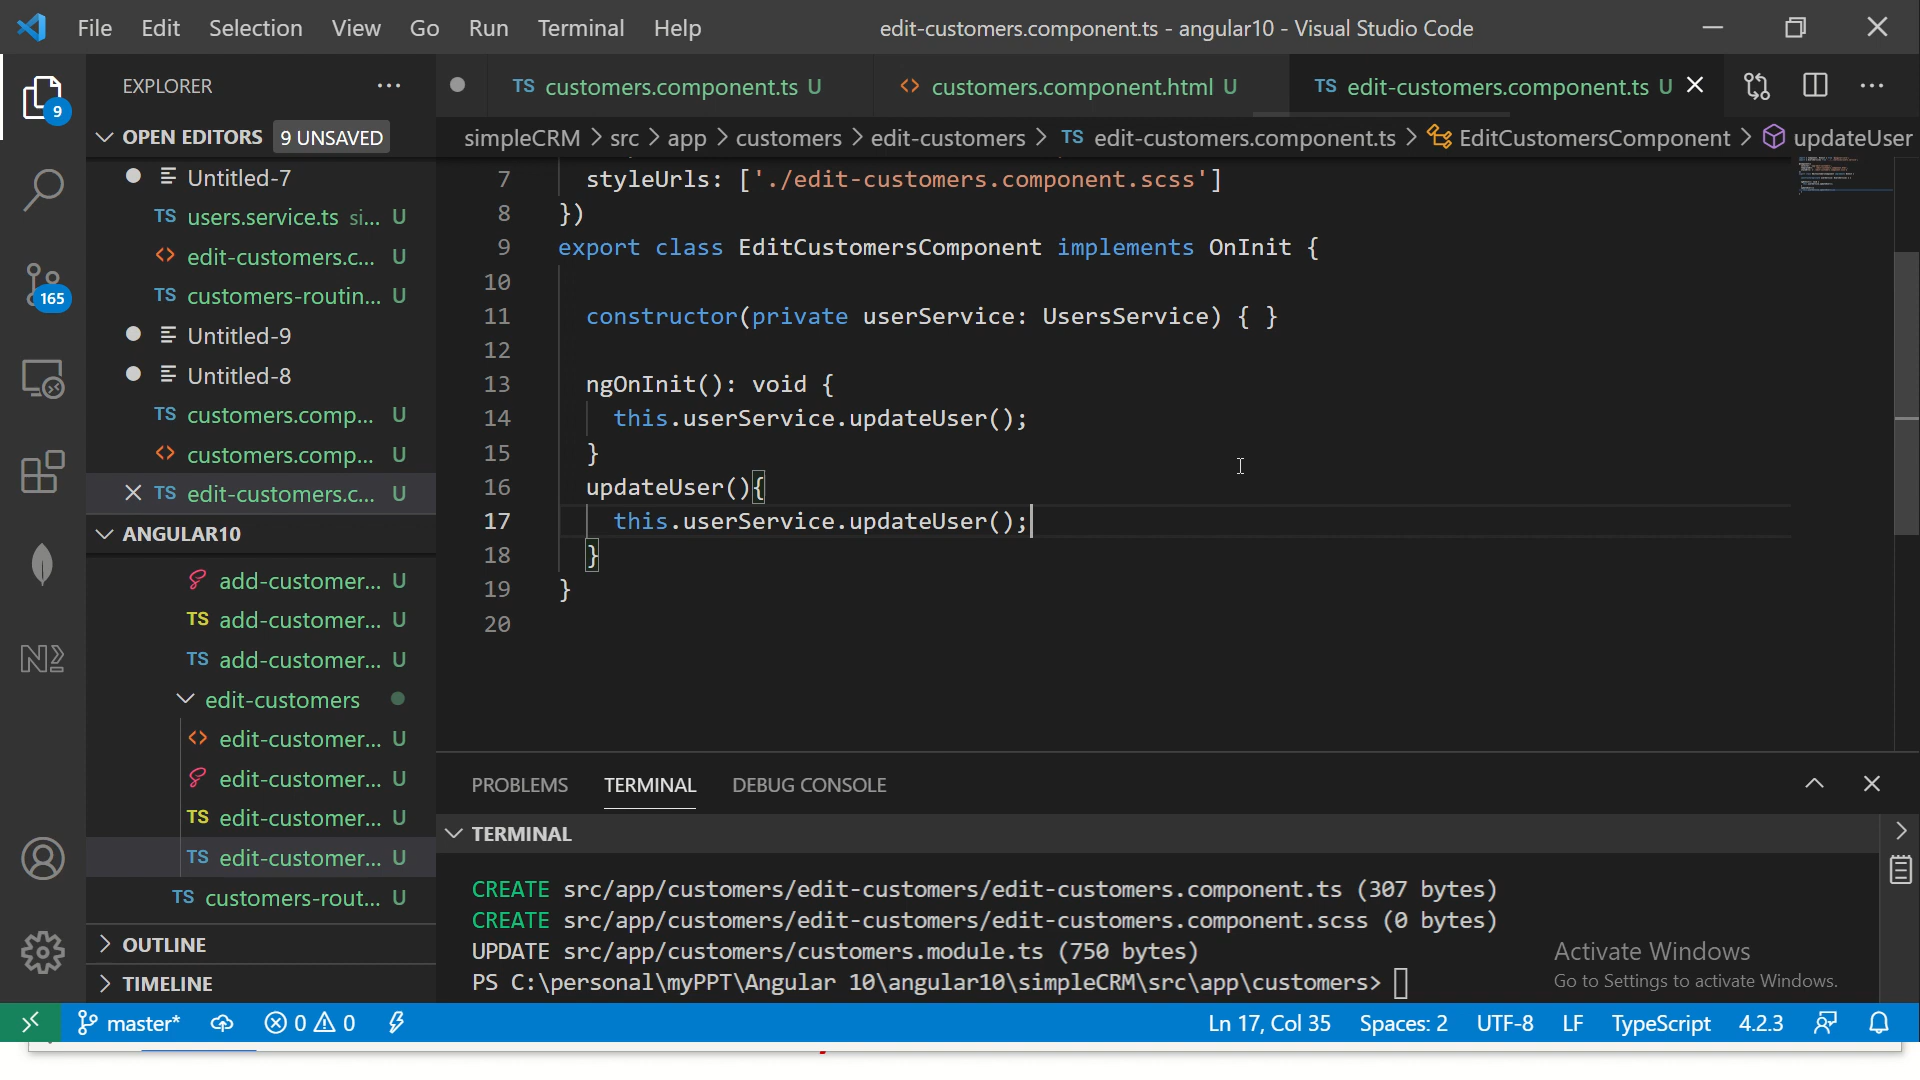 File Edit Selection View Go Run Terminal Help edit-customers.component.ts - angular10 - Visual Studio Code
EXPLORER
TS customers.component.ts U <> customers.component.html U TS edit-customers.component.ts U
9
OPEN EDITORS 9 UNSAVED
simpleCRM > src > app > customers > edit-customers > TS edit-customers.component.ts > EditCustomersComponent > updateUser
Untitled-7
TS users.service.ts si... U
<> edit-customers.c... U
TS customers-routin... U
165
Untitled-9
Untitled-8
TS customers.comp... U
<> customers.comp... U
TS edit-customers.c... U
ANGULAR10
add-customer... U
TS add-customer... U
TS add-customer... U
edit-customers
<> edit-customer... U
edit-customer... U
TS edit-customer... U
TS edit-customer... U
TS customers-rout... U
OUTLINE
TIMELINE
7 styleUrls: ['./edit-customers.component.scss']
8 })
9 export class EditCustomersComponent implements OnInit {
10
11 constructor(private userService: UsersService) { }
12
13 ngOnInit(): void {
14 this.userService.updateUser();
15 }
16 updateUser(){
17 this.userService.updateUser();
18 }
19 }
20
PROBLEMS TERMINAL DEBUG CONSOLE
TERMINAL
CREATE src/app/customers/edit-customers/edit-customers.component.ts (307 bytes)
CREATE src/app/customers/edit-customers/edit-customers.component.scss (0 bytes)
UPDATE src/app/customers/customers.module.ts (750 bytes)
PS C:\personal\myPPT\Angular 10\angular10\simpleCRM\src\app\customers>
Activate Windows
Go to Settings to activate Windows.
master* 0 0 Ln 17, Col 35 Spaces: 2 UTF-8 LF TypeScript 4.2.3